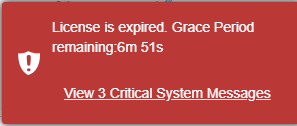 License is expired. Grace Period
remaining:6m 51s
View 3 Critical System Messages